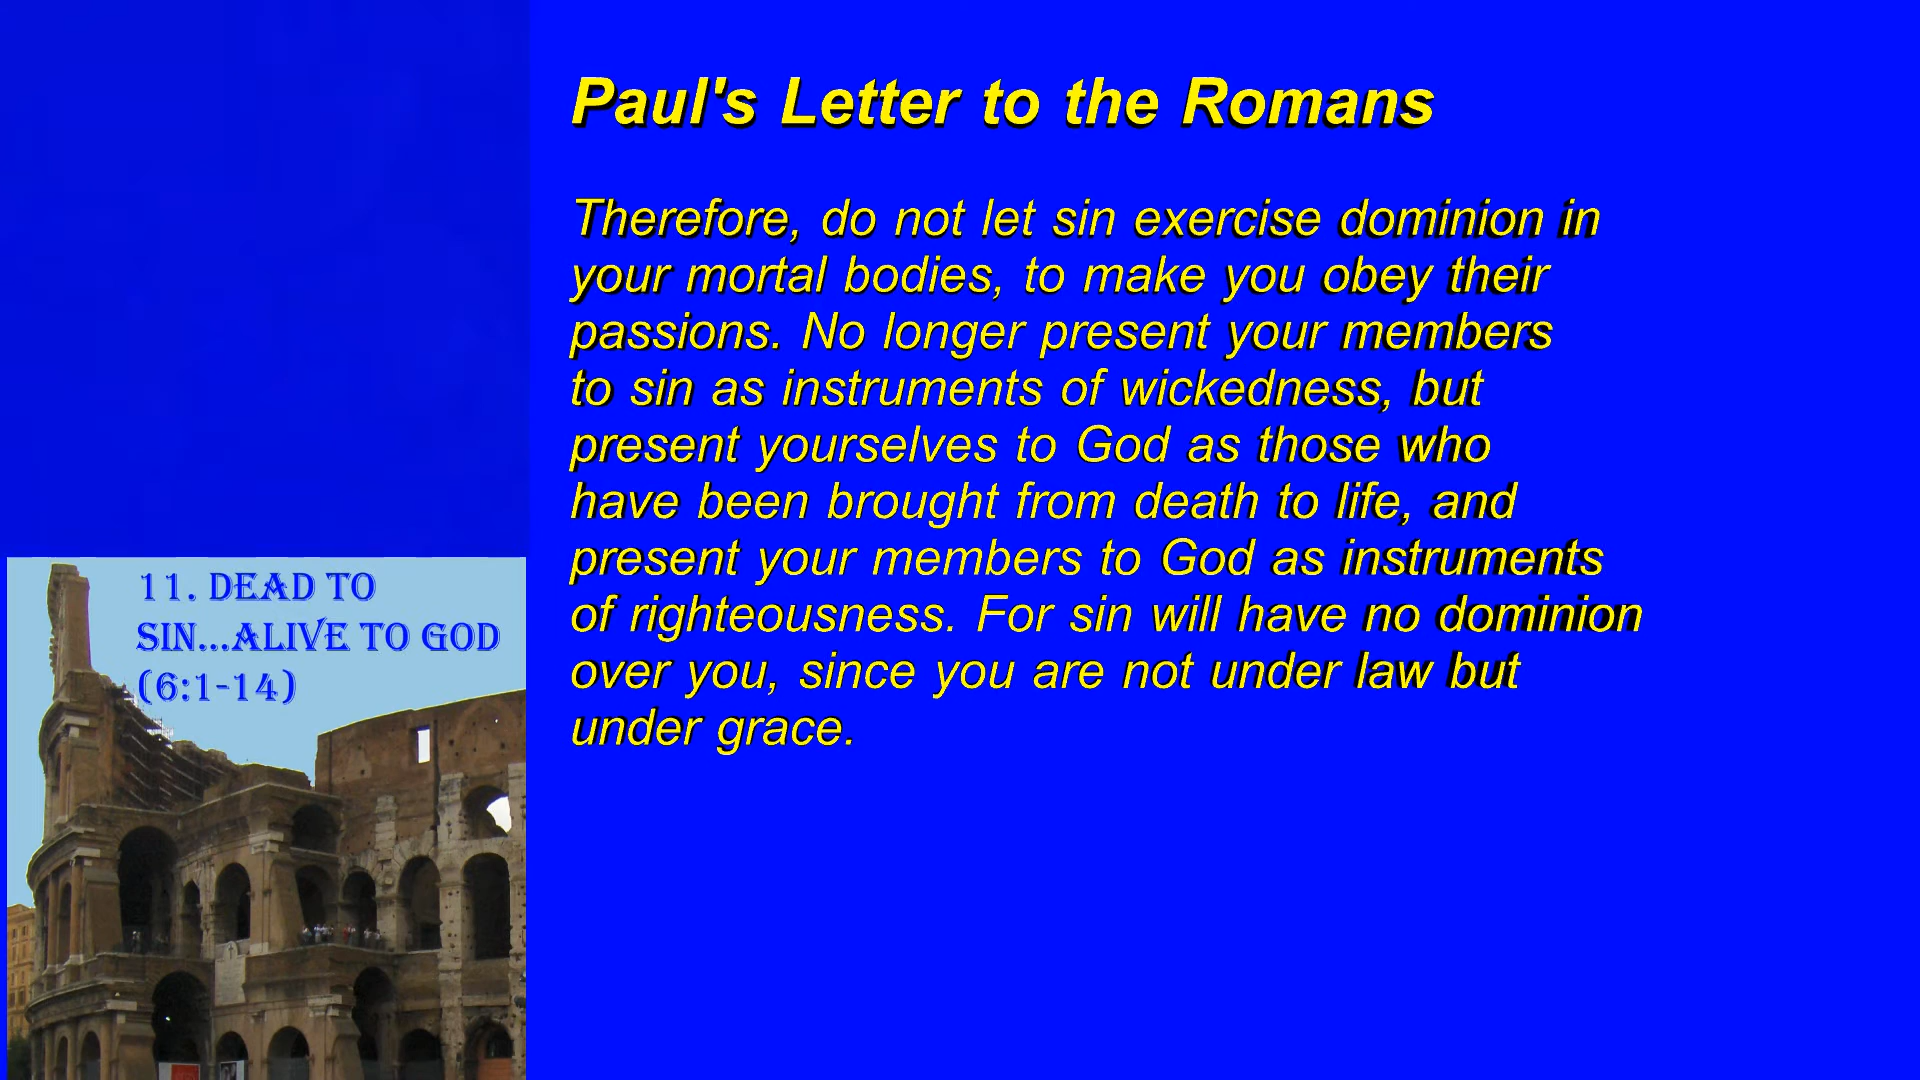 Paul's Letter to the Romans
Therefore, do not let sin exercise dominion in
your mortal bodies, to make you obey their
passions. No longer present your members
to sin as instruments of wickedness, but
present yourselves to God as those who
have been brought from death to life, and
present your members to God as instruments
of righteousness. For sin will have no dominion
over you, since you are not under law but
under grace.
11. DEAD TO
SIN...ALIVE TO GOD
(6:1-14)